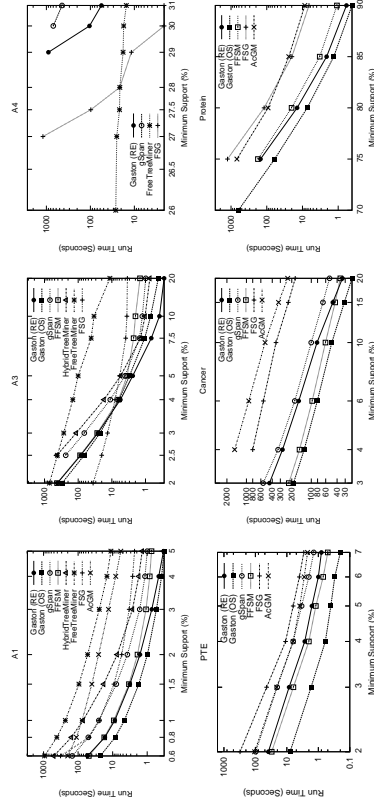 A1
Run Time (Seconds)
1000
100
10
1
0.6 0.8 1 1.5 2 3 4 5
Minimum Support (%)
Gaston (RE)
Gaston (OS)
gSpan
FFSM
HybridTreeMiner
FreeTreeMiner
FSG
AcGM
A3
Run Time (Seconds)
1000
100
10
1
2 2.5 3 4 5 7.5 10 20
Minimum Support (%)
Gaston (RE)
Gaston (OS)
gSpan
FFSM
HybridTreeMiner
FreeTreeMiner
FSG
A4
Run Time (Seconds)
1000
100
10
26 26.5 27 27.5 28 29 30 31
Minimum Support (%)
Gaston (RE)
gSpan
FreeTreeMiner
FSG
PTE
Run Time (Seconds)
1000
100
10
1
0.1
2 3 4 5 6 7
Minimum Support (%)
Gaston (RE)
Gaston (OS)
gSpan
FFSM
FSG
AcGM
Cancer
Run Time (Seconds)
2000
1000
600
400
200
100
80
60
30
3 4 6 10 15 20
Minimum Support (%)
Gaston (RE)
Gaston (OS)
gSpan
FFSM
FSG
AcGM
Protein
Run Time (Seconds)
1000
100
10
1
70 75 80 85 90
Minimum Support (%)
Gaston (RE)
Gaston (OS)
FFSM
FSG
AcGM